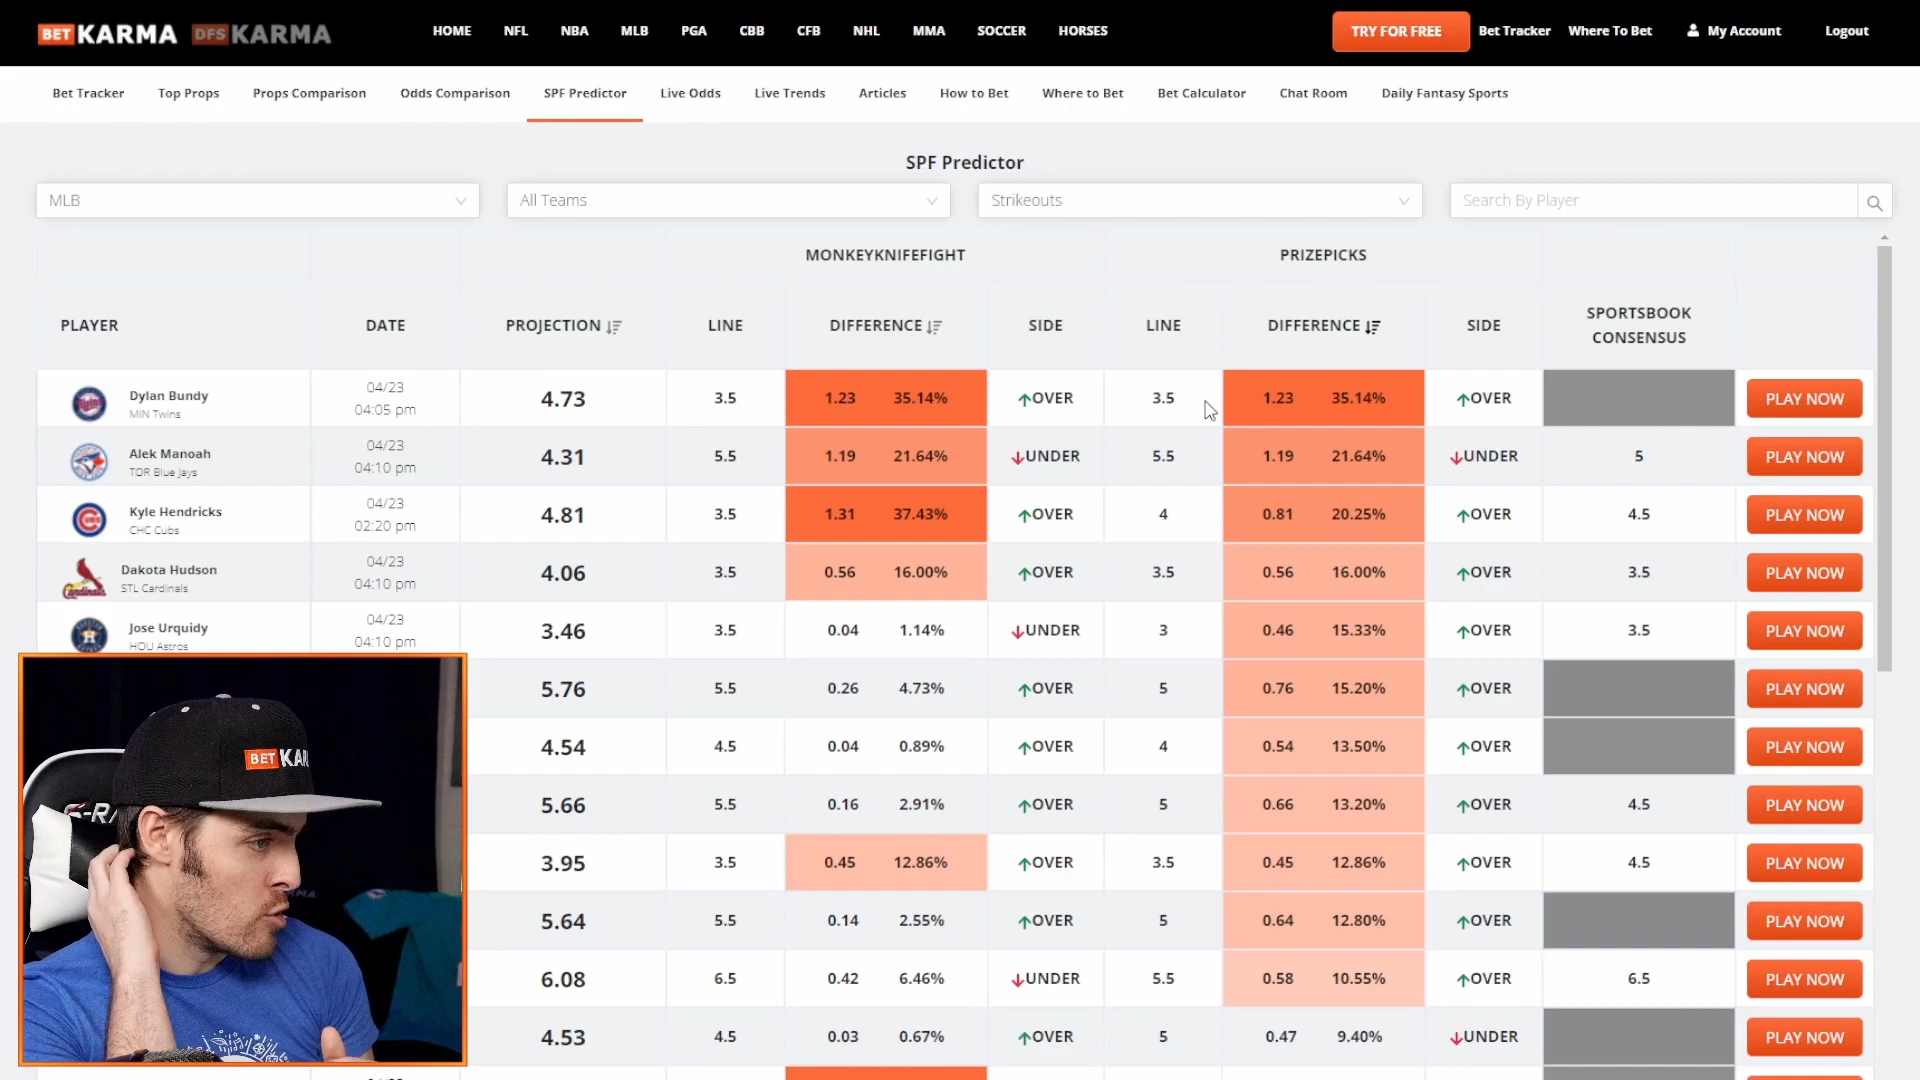 BET KARMA DFS KARMA HOME NFL NBA MLB PGA CBB CFB NHL MMA SOCCER HORSES TRY FOR FREE Bet Tracker Where To Bet My Account Logout
Bet Tracker Top Props Props Comparison Odds Comparison SPF Predictor Live Odds Live Trends Articles How to Bet Where to Bet Bet Calculator Chat Room Daily Fantasy Sports
SPF Predictor
MLB All Teams Strikeouts Search By Player
MONKEYKNIFEFIGHT PRIZEPICKS
PLAYER DATE PROJECTION LINE DIFFERENCE SIDE LINE DIFFERENCE SIDE SPORTSBOOK CONSENSUS
Dylan Bundy MIN Twins 04/23 04:05 pm 4.73 3.5 1.23 35.14% OVER 3.5 1.23 35.14% OVER PLAY NOW
Alek Manoah TOR Blue Jays 04/23 04:10 pm 4.31 5.5 1.19 21.64% UNDER 5.5 1.19 21.64% UNDER 5 PLAY NOW
Kyle Hendricks CHC Cubs 04/23 02:20 pm 4.81 3.5 1.31 37.43% OVER 4 0.81 20.25% OVER 4.5 PLAY NOW
Dakota Hudson STL Cardinals 04/23 04:10 pm 4.06 3.5 0.56 16.00% OVER 3.5 0.56 16.00% OVER 3.5 PLAY NOW
Jose Urquidy HOU Astros 04/23 04:10 pm 3.46 3.5 0.04 1.14% UNDER 3 0.46 15.33% OVER 3.5 PLAY NOW
5.76 5.5 0.26 4.73% OVER 5 0.76 15.20% OVER PLAY NOW
4.54 4.5 0.04 0.89% OVER 4 0.54 13.50% OVER PLAY NOW
5.66 5.5 0.16 2.91% OVER 5 0.66 13.20% OVER 4.5 PLAY NOW
3.95 3.5 0.45 12.86% OVER 3.5 0.45 12.86% OVER 4.5 PLAY NOW
5.64 5.5 0.14 2.55% OVER 5 0.64 12.80% OVER PLAY NOW
6.08 6.5 0.42 6.46% UNDER 5.5 0.58 10.55% OVER 6.5 PLAY NOW
4.53 4.5 0.03 0.67% OVER 5 0.47 9.40% UNDER PLAY NOW
BET KAR